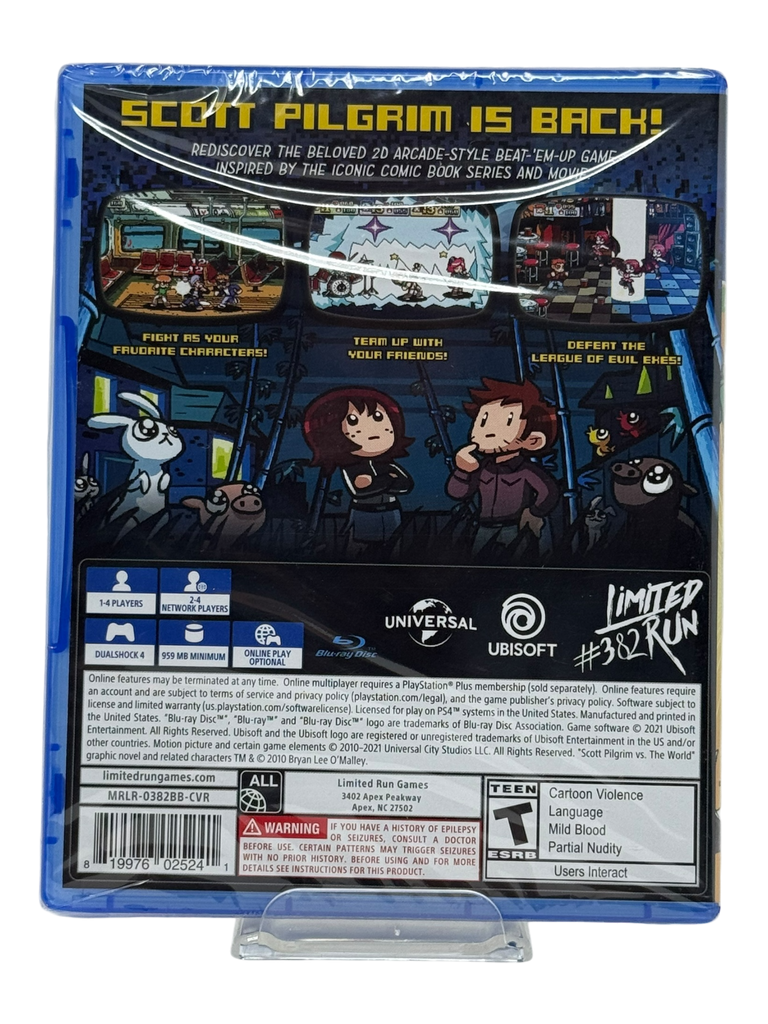 SCOTT PILGRIM IS BACK!
REDISCOVER THE BELOVED 2D ARCADE-STYLE BEAT-'EM-UP GAME
INSPIRED BY THE ICONIC COMIC BOOK SERIES AND MOVIE
FIGHT AS YOUR
FAVORITE CHARACTERS!
TEAM UP WITH
YOUR FRIENDS!
DEFEAT THE
LEAGUE OF EVIL EXES!
1-4 PLAYERS
2-4
NETWORK PLAYERS
DUALSHOCK 4
959 MB MINIMUM
ONLINE PLAY
OPTIONAL
Blu-ray Disc™
UNIVERSAL
UBISOFT
LIMITED
RUN
#382
Online features may be terminated at any time. Online multiplayer requires a PlayStation® Plus membership (sold separately). Online features require
an account and are subject to terms of service and privacy policy (playstation.com/legal), and the game publisher's privacy policy. Software subject to
license and limited warranty (us.playstation.com/softwarelicense). Licensed for play on PS4™ systems in the United States. Manufactured and printed in
the United States. "Blu-ray Disc™", "Blu-ray™" and "Blu-ray Disc™" logo are trademarks of Blu-ray Disc Association. Game software © 2021 Ubisoft
Entertainment. All Rights Reserved. Ubisoft and the Ubisoft logo are registered or unregistered trademarks of Ubisoft Entertainment in the US and/or
other countries. Motion picture and certain game elements © 2010-2021 Universal City Studios LLC. All Rights Reserved. "Scott Pilgrim vs. The World"
graphic novel and related characters TM & © 2010 Bryan Lee O'Malley.
limitedrungames.com
MRLR-0382BB-CVR
8 19976 02524 1
ALL
Limited Run Games
3402 Apex Peakway
Apex, NC 27502
WARNING IF YOU HAVE A HISTORY OF EPILEPSY
OR SEIZURES, CONSULT A DOCTOR
BEFORE USE. CERTAIN PATTERNS MAY TRIGGER SEIZURES
WITH NO PRIOR HISTORY. BEFORE USING AND FOR MORE
DETAILS SEE INSTRUCTIONS FOR THIS PRODUCT.
TEEN
T
ESRB
Cartoon Violence
Language
Mild Blood
Partial Nudity
Users Interact